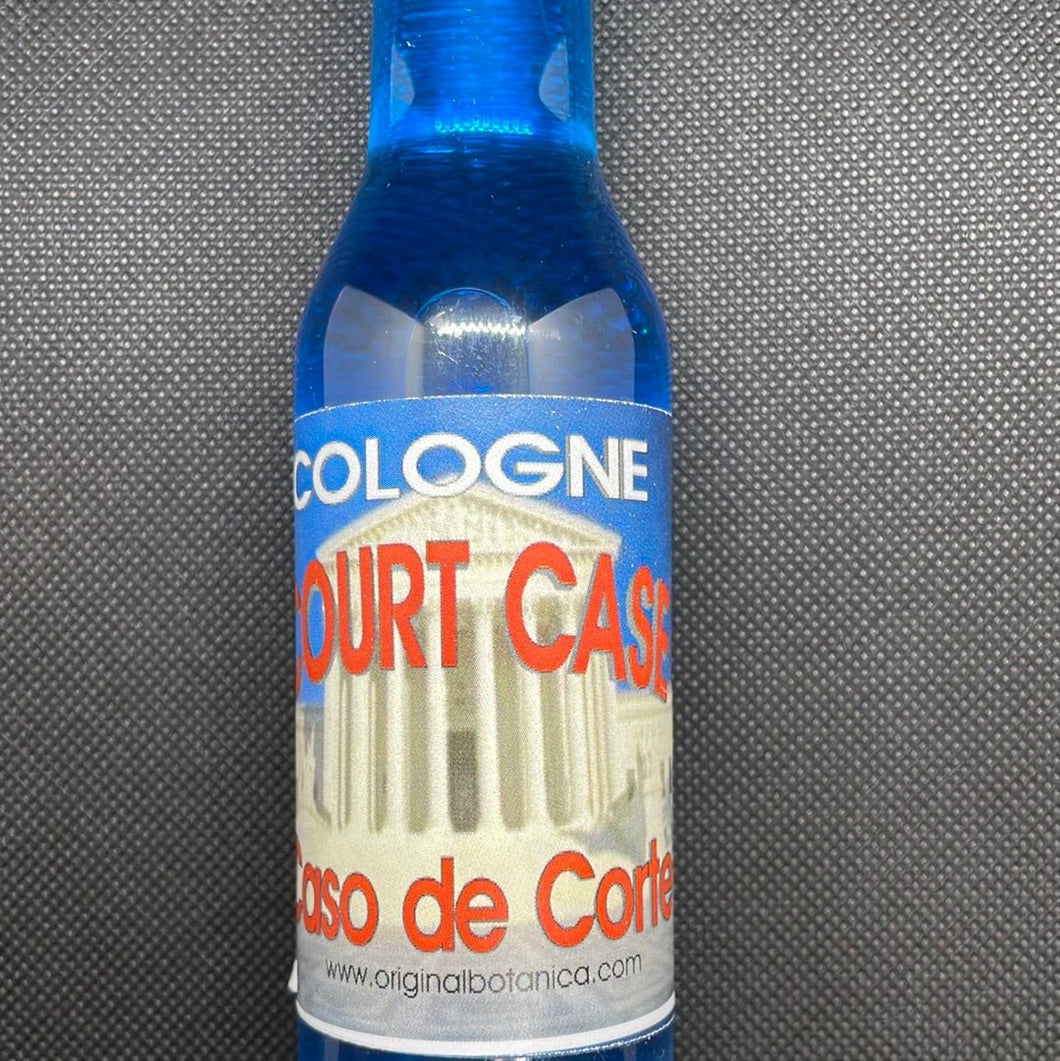 COLOGNE
COURT CASE
Caso de Corte
www.originalbotanica.com